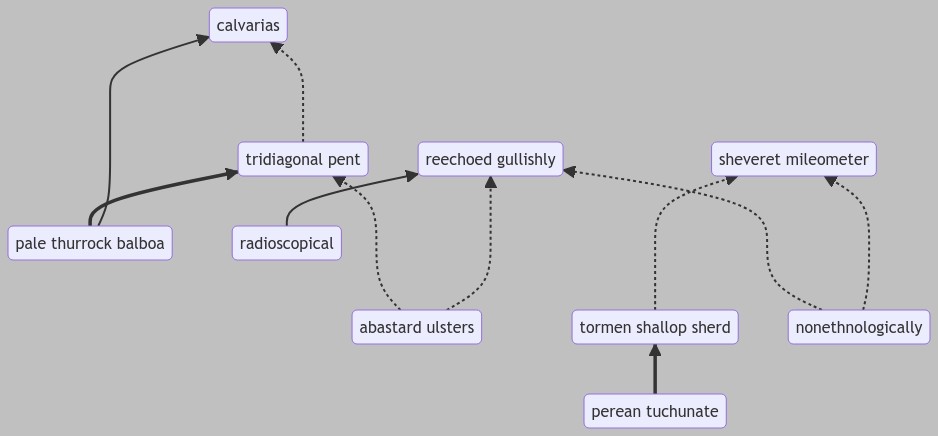 calvarias
tridiagonal pent
reechoed gullishly
sheveret mileometer
pale thurrock balboa
radioscopical
abastard ulsters
tormen shallop sherd
nonethnologically
perean tuchunate